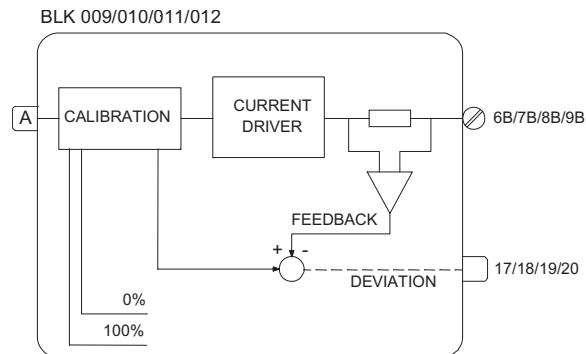 BLK 009/010/011/012
A
CALIBRATION
CURRENT
DRIVER
6B/7B/8B/9B
FEEDBACK
+ -
17/18/19/20
DEVIATION
0%
100%